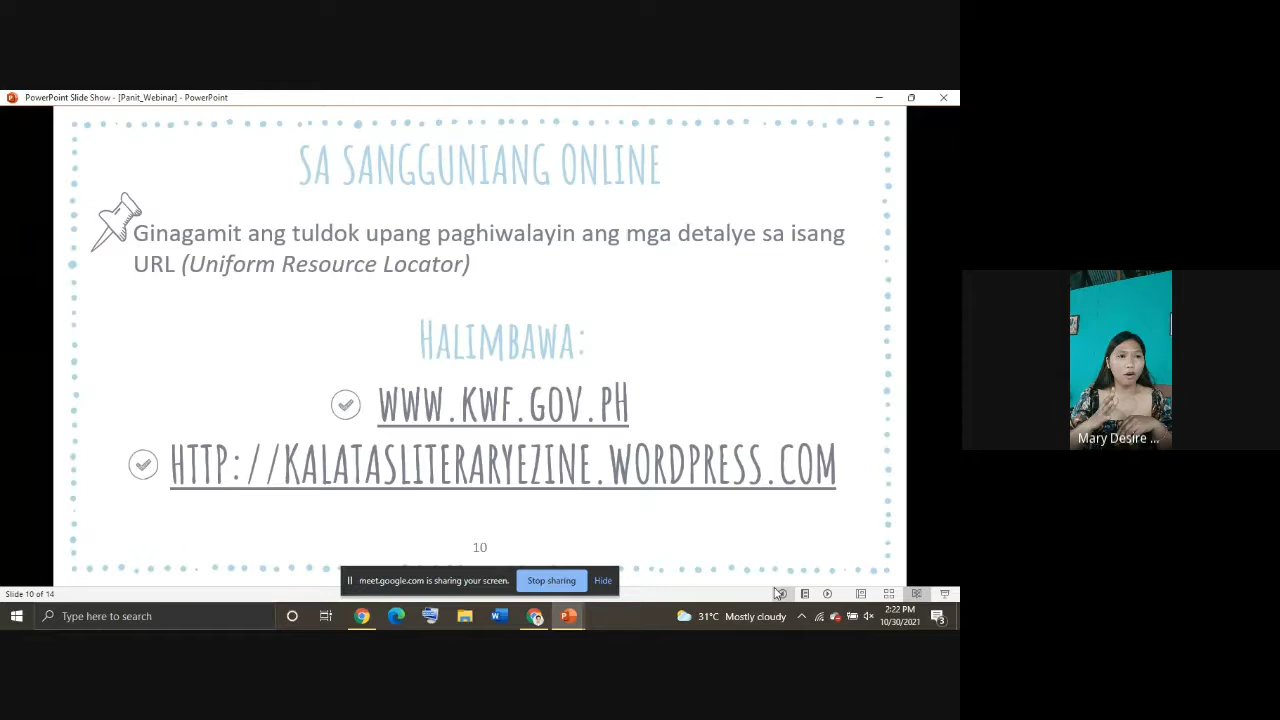 PowerPoint Slide Show - [Panit_Webinar] - PowerPoint
SA SANGGUNIANG ONLINE
Ginagamit ang tuldok upang paghiwalayin ang mga detalye sa isang
URL (Uniform Resource Locator)
HALIMBAWA:
WWW.KWF.GOV.PH
HTTP://KALATASLITERARYEZINE.WORDPRESS.COM
10
meet.google.com is sharing your screen.
Stop sharing
Hide
Slide 10 of 14
Type here to search
31°C Mostly cloudy
2:22 PM
10/30/2021
3
Mary Desire ...